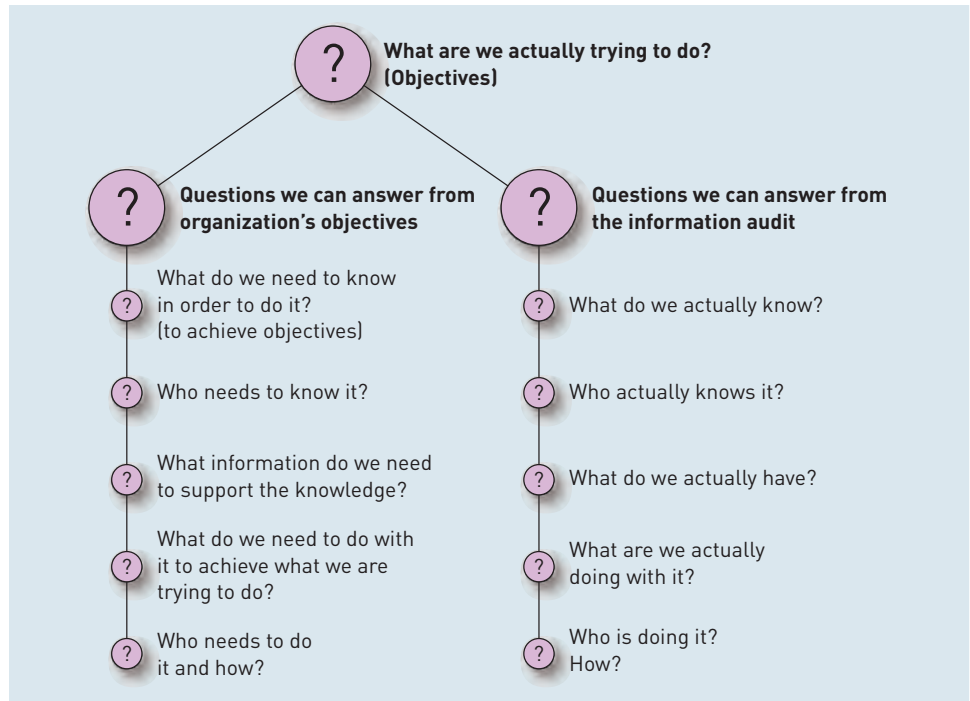 ?
What are we actually trying to do?
(Objectives)
?
Questions we can answer from
organization's objectives
?
What do we need to know
in order to do it?
(to achieve objectives)
?
Who needs to know it?
?
What information do we need
to support the knowledge?
?
What do we need to do with
it to achieve what we are
trying to do?
?
Who needs to do
it and how?
?
Questions we can answer from
the information audit
?
What do we actually know?
?
Who actually knows it?
?
What do we actually have?
?
What are we actually
doing with it?
?
Who is doing it?
How?